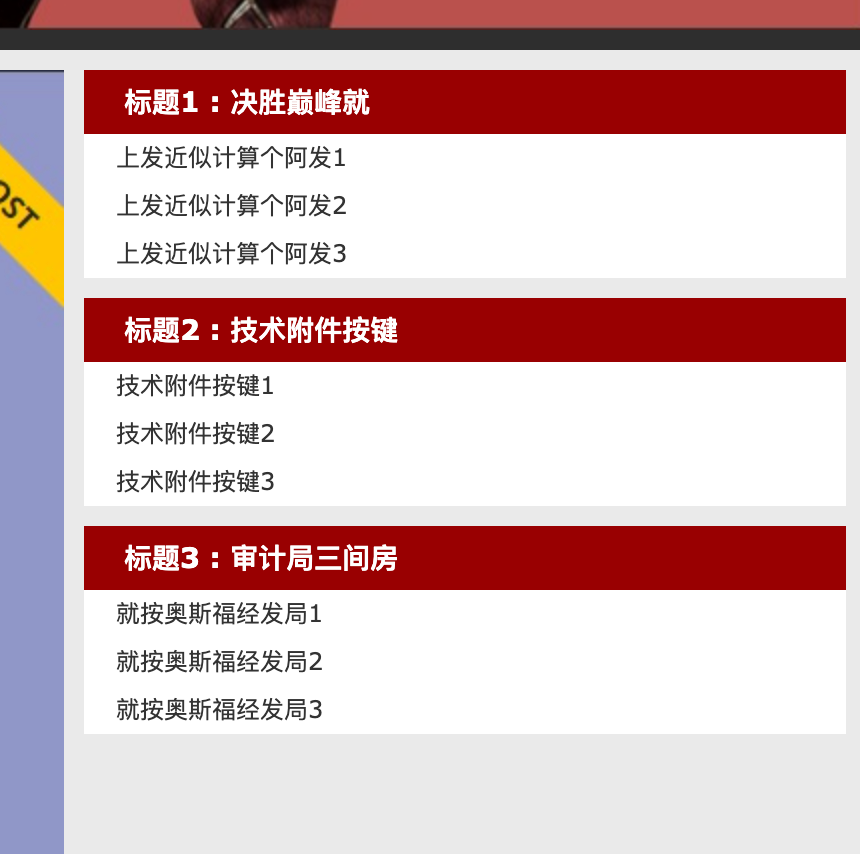 标题1：决胜巅峰就
上发近似计算个阿发1
上发近似计算个阿发2
上发近似计算个阿发3
标题2：技术附件按键
技术附件按键1
技术附件按键2
技术附件按键3
标题3：审计局三间房
就按奥斯福经发局1
就按奥斯福经发局2
就按奥斯福经发局3